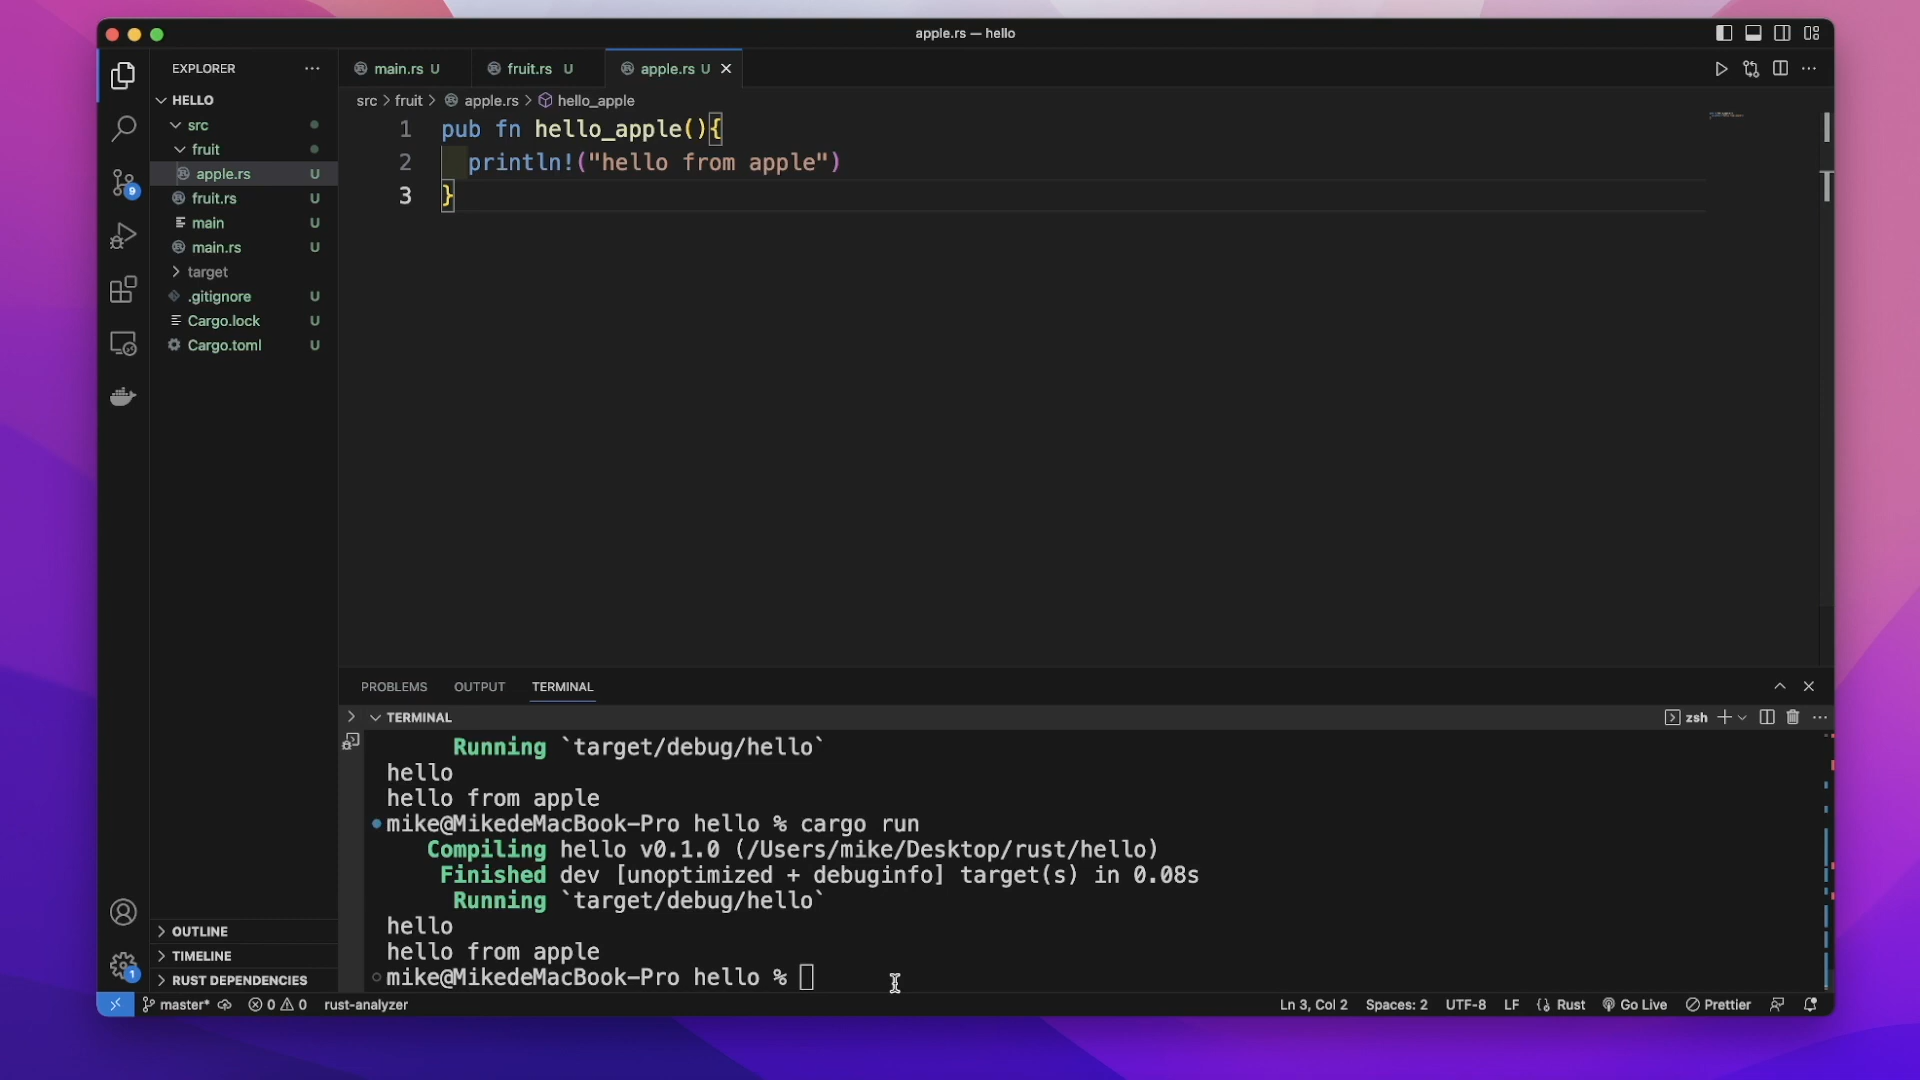 apple.rs — hello
EXPLORER
main.rs U
fruit.rs U
apple.rs U
HELLO
src
fruit
apple.rs U
fruit.rs U
main U
main.rs U
target
.gitignore U
Cargo.lock U
Cargo.toml U
9
src > fruit > apple.rs > hello_apple
1 pub fn hello_apple(){
2 println!("hello from apple")
3 }
PROBLEMS OUTPUT TERMINAL
TERMINAL
zsh
Running `target/debug/hello`
hello
hello from apple
mike@MikedeMacBook-Pro hello % cargo run
Compiling hello v0.1.0 (/Users/mike/Desktop/rust/hello)
Finished dev [unoptimized + debuginfo] target(s) in 0.08s
Running `target/debug/hello`
hello
hello from apple
mike@MikedeMacBook-Pro hello %
OUTLINE
TIMELINE
RUST DEPENDENCIES
1
master* 0 0 rust-analyzer
Ln 3, Col 2 Spaces: 2 UTF-8 LF {} Rust Go Live Prettier